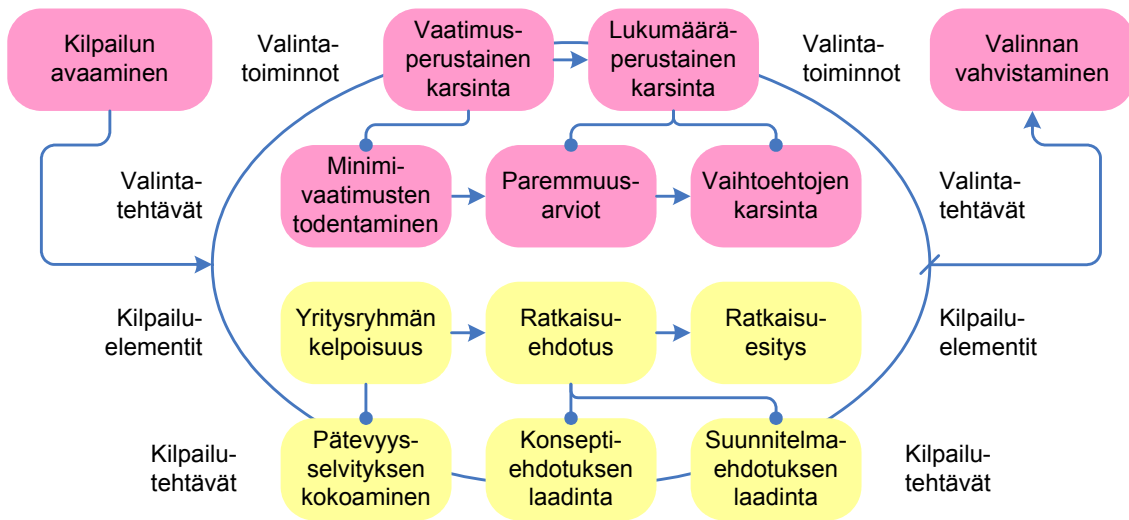 Kilpailun
avaaminen
Valinta-
toiminnot
Vaatimus-
perustainen
karsinta
Lukumäärä-
perustainen
karsinta
Valinta-
toiminnot
Valinnan
vahvistaminen
Valinta-
tehtävät
Minimi-
vaatimusten
todentaminen
Paremmuus-
arviot
Vaihtoehtojen
karsinta
Valinta-
tehtävät
Kilpailu-
elementit
Yritysryhmän
kelpoisuus
Ratkaisu-
ehdotus
Ratkaisu-
esitys
Kilpailu-
elementit
Kilpailu-
tehtävät
Pätevyys-
selvityksen
kokoaminen
Konsepti-
ehdotuksen
laadinta
Suunnitelma-
ehdotuksen
laadinta
Kilpailu-
tehtävät